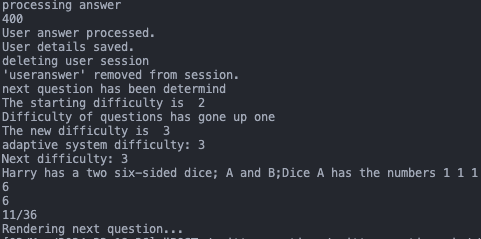 processing answer
400
User answer processed.
User details saved.
deleting user session
'useranswer' removed from session.
next question has been determind
The starting difficulty is  2
Difficulty of questions has gone up one
The new difficulty is  3
adaptive system difficulty: 3
Next difficulty: 3
Harry has a two six-sided dice; A and B;Dice A has the numbers 1 1 1
6
6
11/36
Rendering next question...